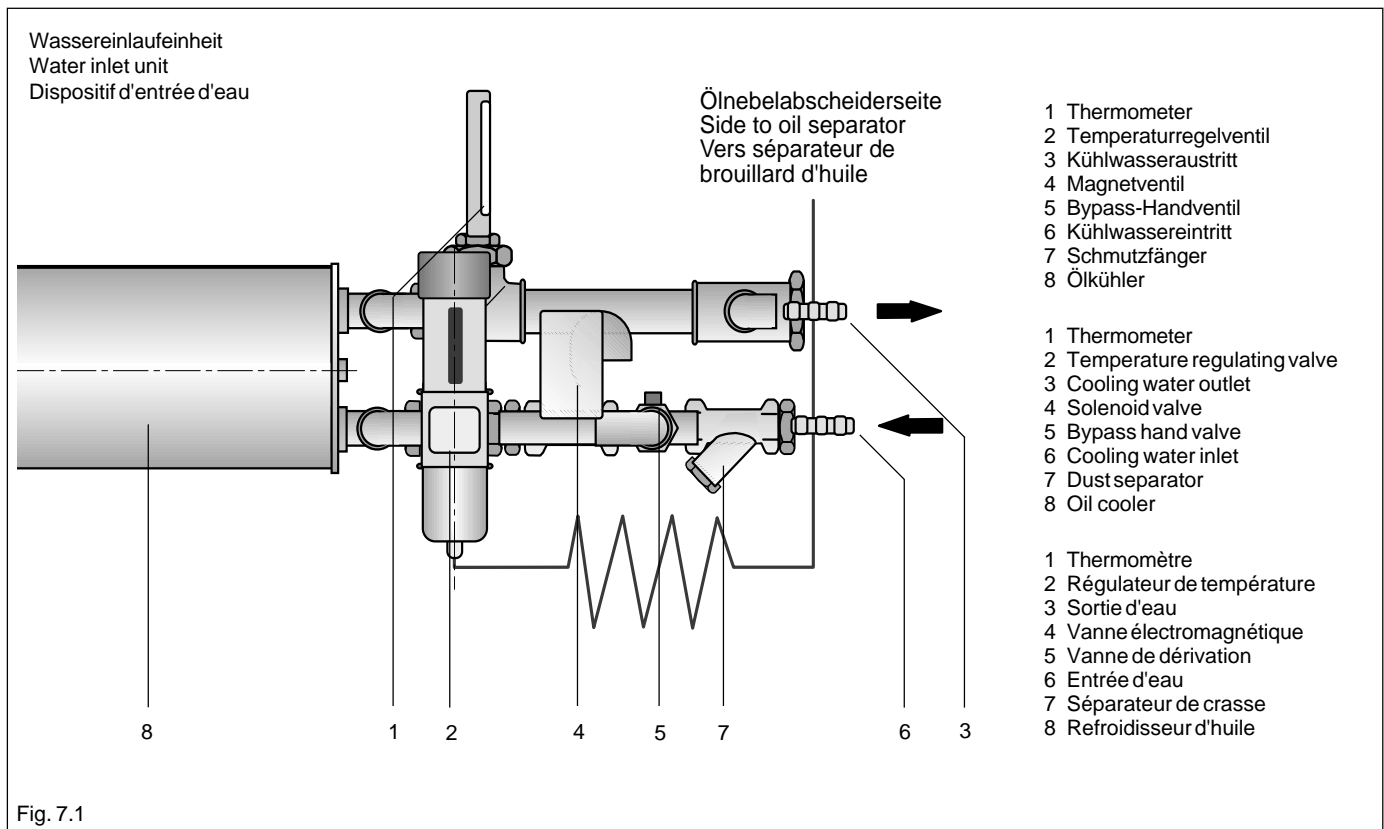 Wassereinlaufeinheit
Water inlet unit
Dispositif d'entrée d'eau
Ölnebelabscheiderseite
Side to oil separator
Vers séparateur de
brouillard d'huile
1 Thermometer
2 Temperaturregelventil
3 Kühlwasseraustritt
4 Magnetventil
5 Bypass-Handventil
6 Kühlwassereintritt
7 Schmutzfänger
8 Ölkühler
1 Thermometer
2 Temperature regulating valve
3 Cooling water outlet
4 Solenoid valve
5 Bypass hand valve
6 Cooling water inlet
7 Dust separator
8 Oil cooler
1 Thermomètre
2 Régulateur de température
3 Sortie d'eau
4 Vanne électromagnétique
5 Vanne de dérivation
6 Entrée d'eau
7 Séparateur de crasse
8 Refroidisseur d'huile
8 1 2 4 5 7 6 3
Fig. 7.1